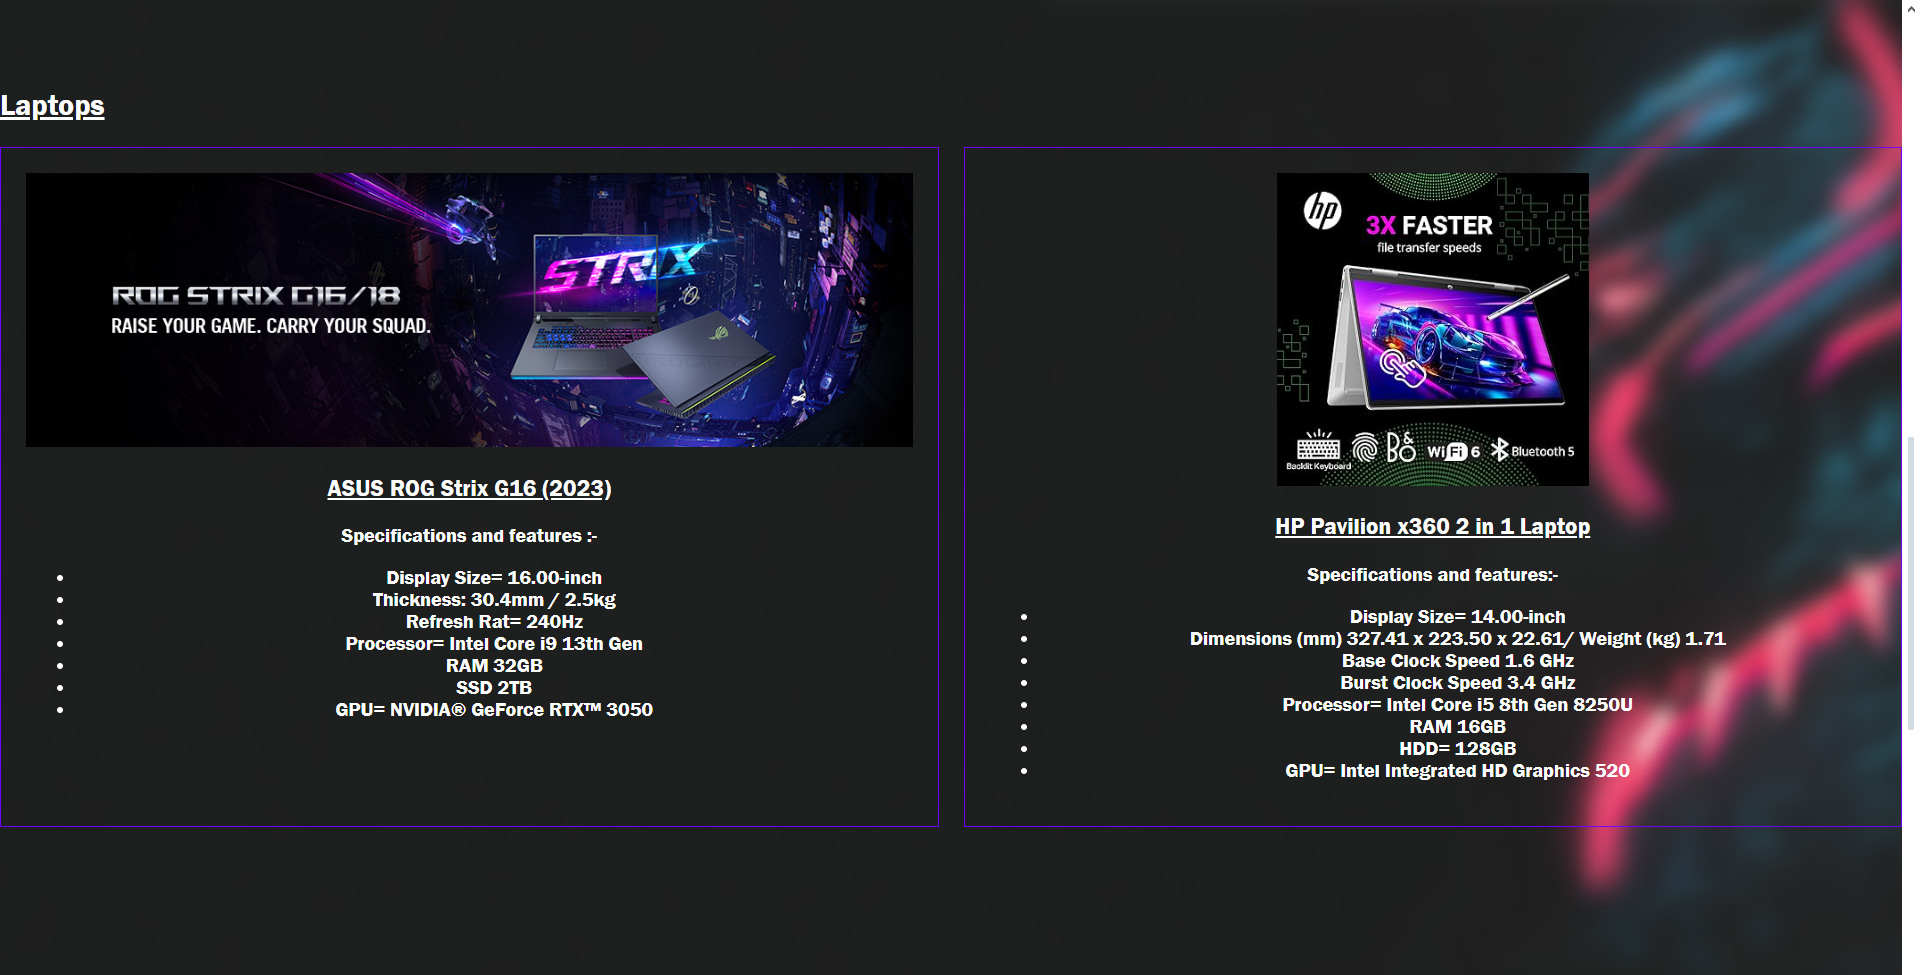 Laptops
ROG STRIX G16/18
RAISE YOUR GAME. CARRY YOUR SQUAD.
STRIX
ASUS ROG Strix G16 (2023)
Specifications and features :-
Display Size= 16.00-inch
Thickness: 30.4mm / 2.5kg
Refresh Rat= 240Hz
Processor= Intel Core i9 13th Gen
RAM 32GB
SSD 2TB
GPU= NVIDIA® GeForce RTX™ 3050
hp
3X FASTER
file transfer speeds
Backlit Keyboard
B&O
WiFi 6
Bluetooth 5
HP Pavilion x360 2 in 1 Laptop
Specifications and features:-
Display Size= 14.00-inch
Dimensions (mm) 327.41 x 223.50 x 22.61/ Weight (kg) 1.71
Base Clock Speed 1.6 GHz
Burst Clock Speed 3.4 GHz
Processor= Intel Core i5 8th Gen 8250U
RAM 16GB
HDD= 128GB
GPU= Intel Integrated HD Graphics 520